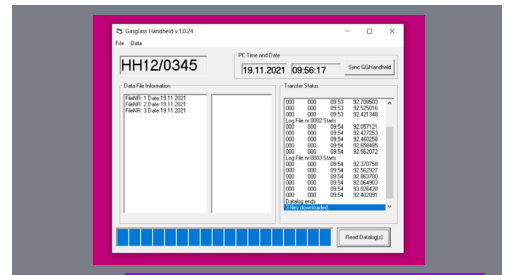 Gasglass Handheld v.1.0.24
File Data
HH12/0345
PC Time and Date
19.11.2021 09:56:17
Sync GGHandheld
Data File Information
FileNR: 1 Date:19.11.2021
FileNR: 2 Date:19.11.2021
FileNR: 3 Date:19.11.2021
Transfer Status
000 000 09:53 92.708503
000 000 09:53 92.525016
000 000 09:53 92.421348
Log File nr 0002 Starts
000 000 09:54 92.057121
000 000 09:54 92.427253
000 000 09:54 92.460258
000 000 09:54 92.658485
000 000 09:54 92.562072
Log File nr 0003 Starts
000 000 09:54 92.370758
000 000 09:54 92.562927
000 000 09:54 92.863700
000 000 09:54 92.064903
000 000 09:54 93.026428
000 000 09:54 92.402091
Datalog ends
3 files downloaded
Read Datalog(s)